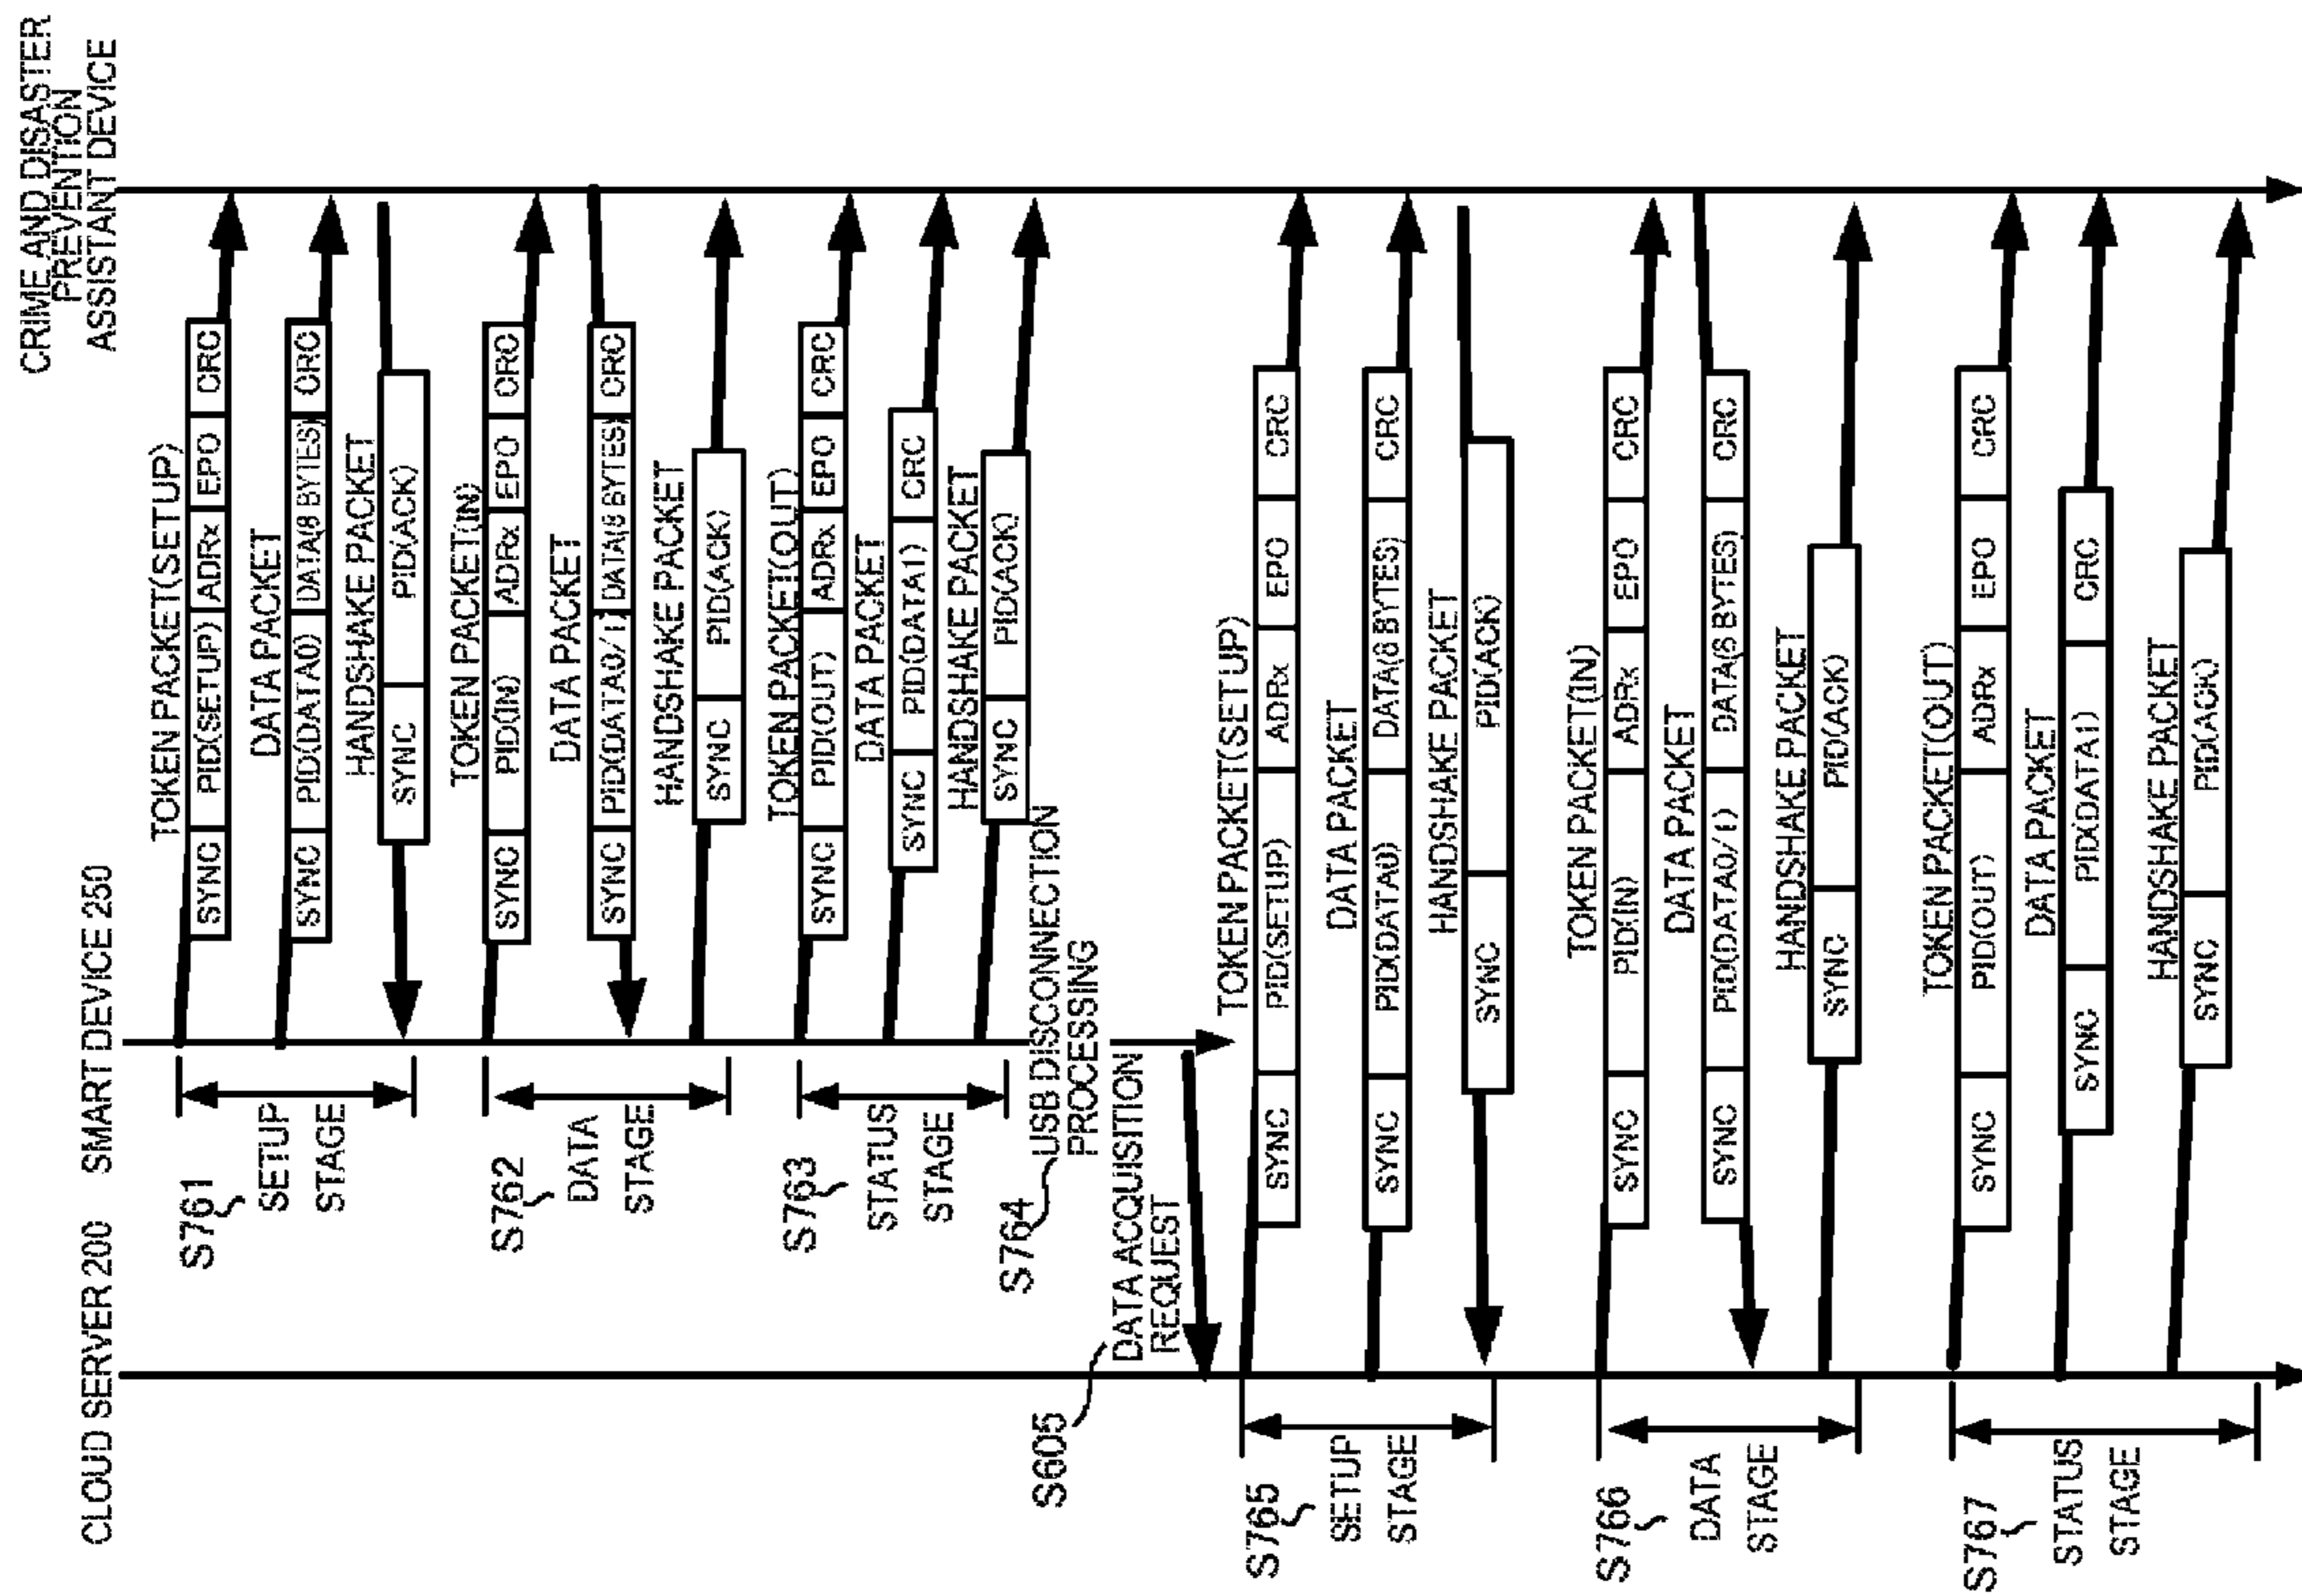 CLOUD SERVER 200
SMART DEVICE 250
CRIME AND DISASTER
PREVENTION
ASSISTANT DEVICE
S761
SETUP
STAGE
TOKEN PACKET(SETUP)
SYNC PID(SETUP) ADRx EPO CRC
DATA PACKET
SYNC PID(DATA0) DATA(8 BYTES) CRC
HANDSHAKE PACKET
SYNC PID(ACK)
S762
DATA
STAGE
TOKEN PACKET(IN)
SYNC PID(IN) ADRx EPO CRC
DATA PACKET
SYNC PID(DATA0/1) DATA(8 BYTES) CRC
HANDSHAKE PACKET
SYNC PID(ACK)
S763
STATUS
STAGE
TOKEN PACKET(OUT)
SYNC PID(OUT) ADRx EPO CRC
DATA PACKET
SYNC PID(DATA1) CRC
HANDSHAKE PACKET
SYNC PID(ACK)
S764
USB DISCONNECTION
PROCESSING
S605
DATA ACQUISITION
REQUEST
S765
SETUP
STAGE
TOKEN PACKET(SETUP)
SYNC PID(SETUP) ADRx EPO CRC
DATA PACKET
SYNC PID(DATA0) DATA(8 BYTES) CRC
HANDSHAKE PACKET
SYNC PID(ACK)
S766
DATA
STAGE
TOKEN PACKET(IN)
SYNC PID(IN) ADRx EPO CRC
DATA PACKET
SYNC PID(DATA0/1) DATA(8 BYTES) CRC
HANDSHAKE PACKET
SYNC PID(ACK)
S767
STATUS
STAGE
TOKEN PACKET(OUT)
SYNC PID(OUT) ADRx EPO CRC
DATA PACKET
SYNC PID(DATA1) CRC
HANDSHAKE PACKET
SYNC PID(ACK)